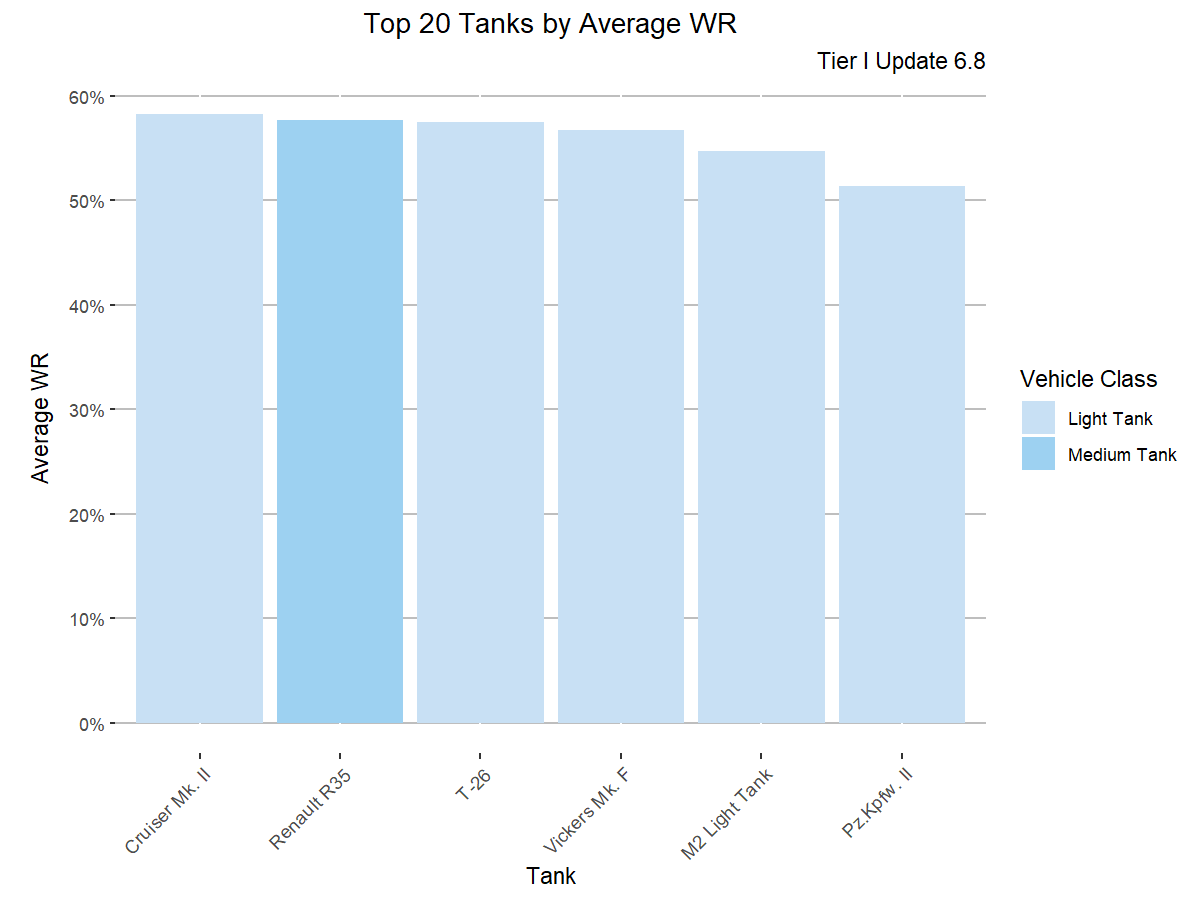 Top 20 Tanks by Average WR
Tier I Update 6.8
60%
50%
40%
30%
20%
10%
0%
Average WR
Cruiser Mk. II
Renault R35
T-26
Vickers Mk. F
M2 Light Tank
Pz.Kpfw. II
Tank
Vehicle Class
Light Tank
Medium Tank